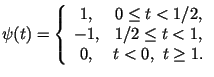 ψ(t) = { 1, 0 ≤ t < 1/2,
−1, 1/2 ≤ t < 1,
0, t < 0, t ≥ 1.